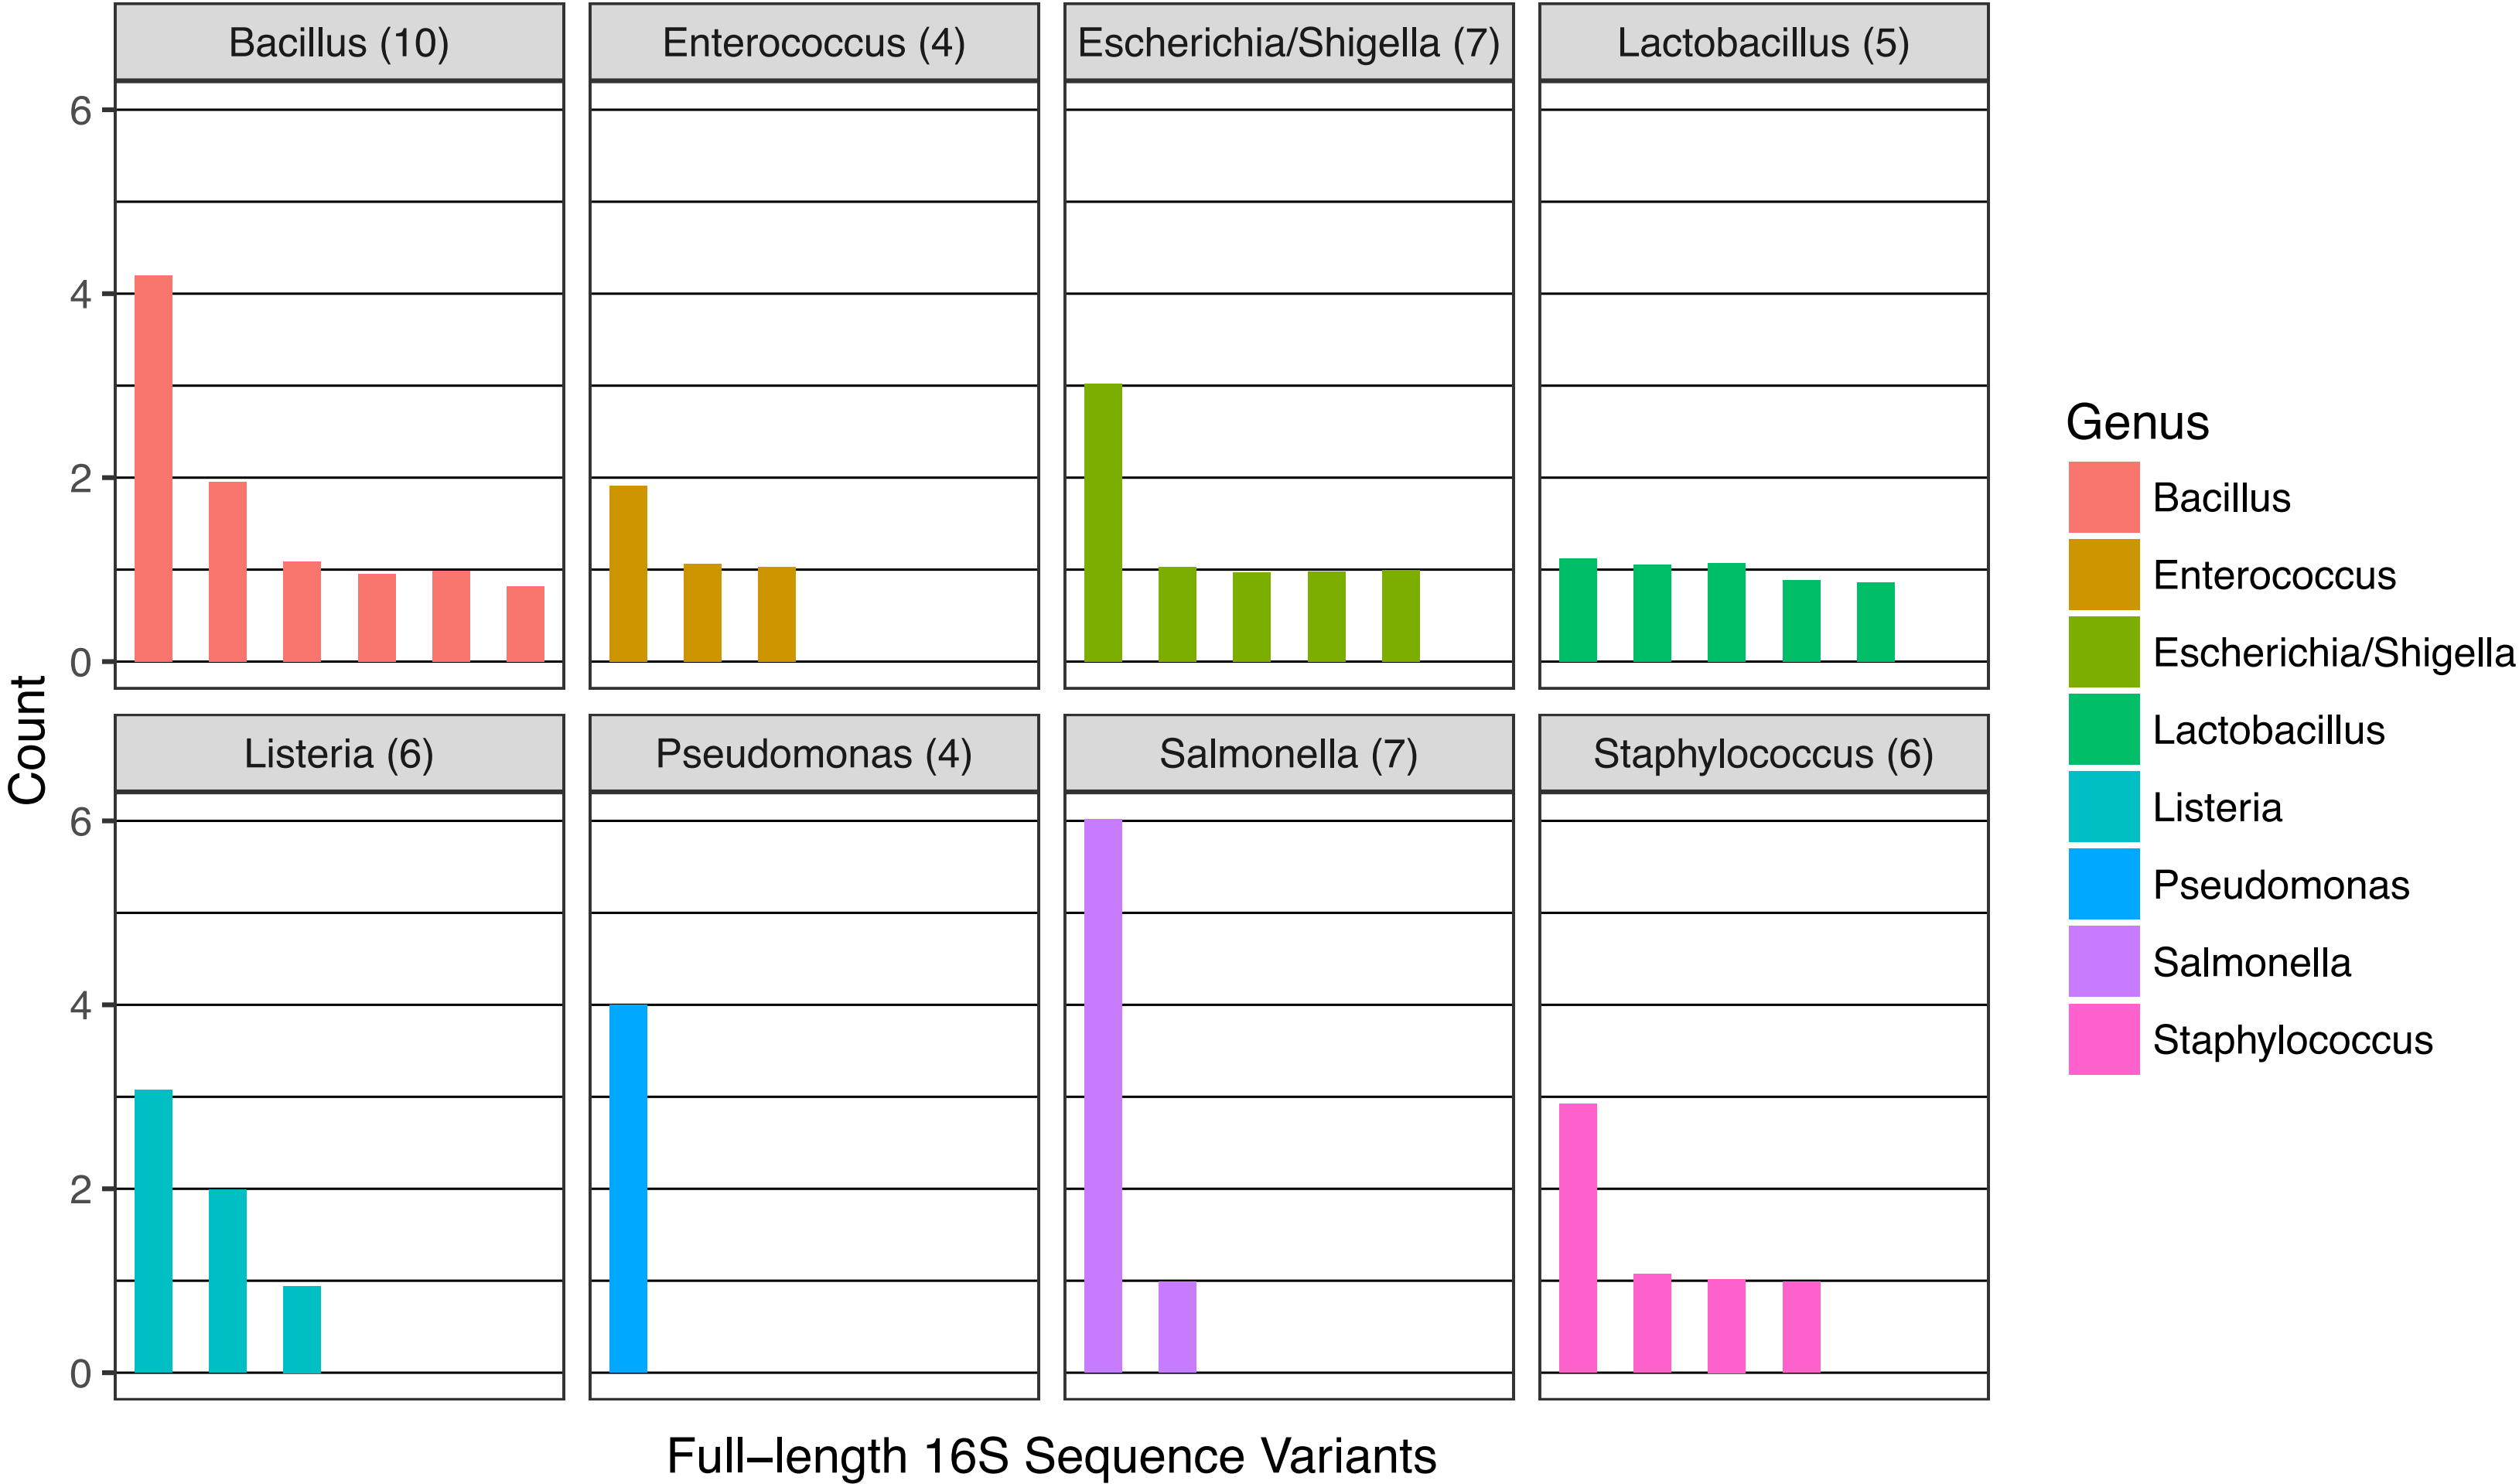 Bacillus (10)
Enterococcus (4)
Escherichia/Shigella (7)
Lactobacillus (5)
6
4
2
0
Count
Listeria (6)
Pseudomonas (4)
Salmonella (7)
Staphylococcus (6)
6
4
2
0
Full−length 16S Sequence Variants
Genus
Bacillus
Enterococcus
Escherichia/Shigella
Lactobacillus
Listeria
Pseudomonas
Salmonella
Staphylococcus